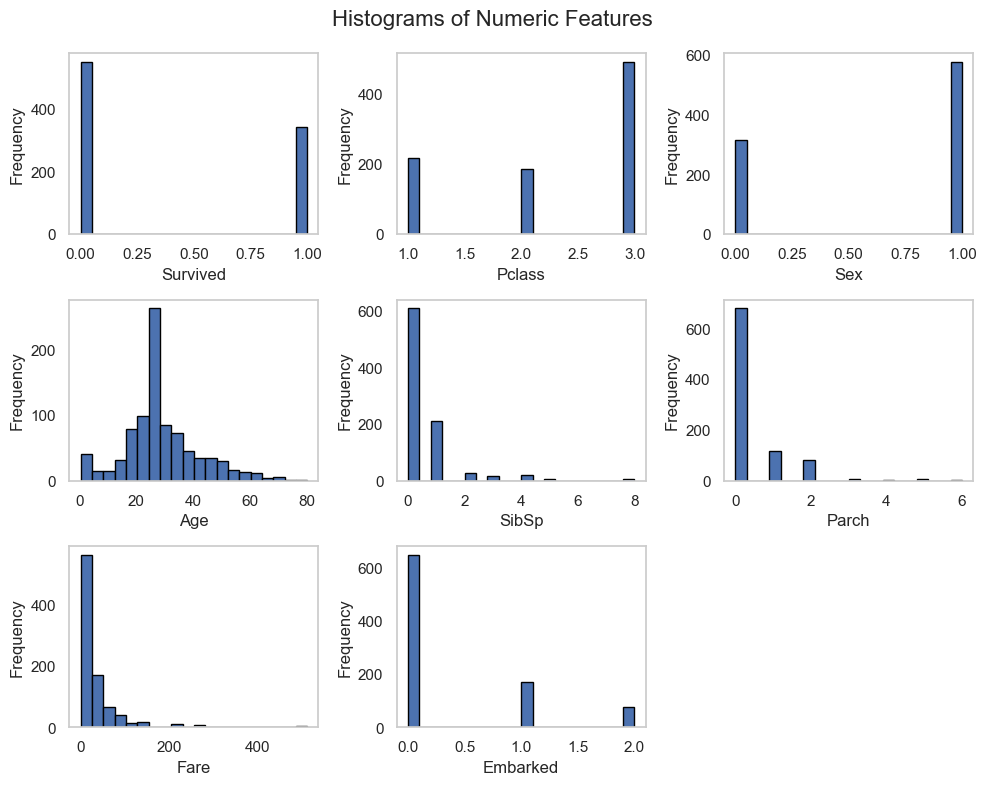 Histograms of Numeric Features
Frequency
400
200
0
0.00 0.25 0.50 0.75 1.00
Survived
Frequency
400
200
0
1.0 1.5 2.0 2.5 3.0
Pclass
Frequency
600
400
200
0
0.00 0.25 0.50 0.75 1.00
Sex
Frequency
200
100
0
0 20 40 60 80
Age
Frequency
600
400
200
0
0 2 4 6 8
SibSp
Frequency
600
400
200
0
0 2 4 6
Parch
Frequency
400
200
0
0 200 400
Fare
Frequency
600
400
200
0
0.0 0.5 1.0 1.5 2.0
Embarked